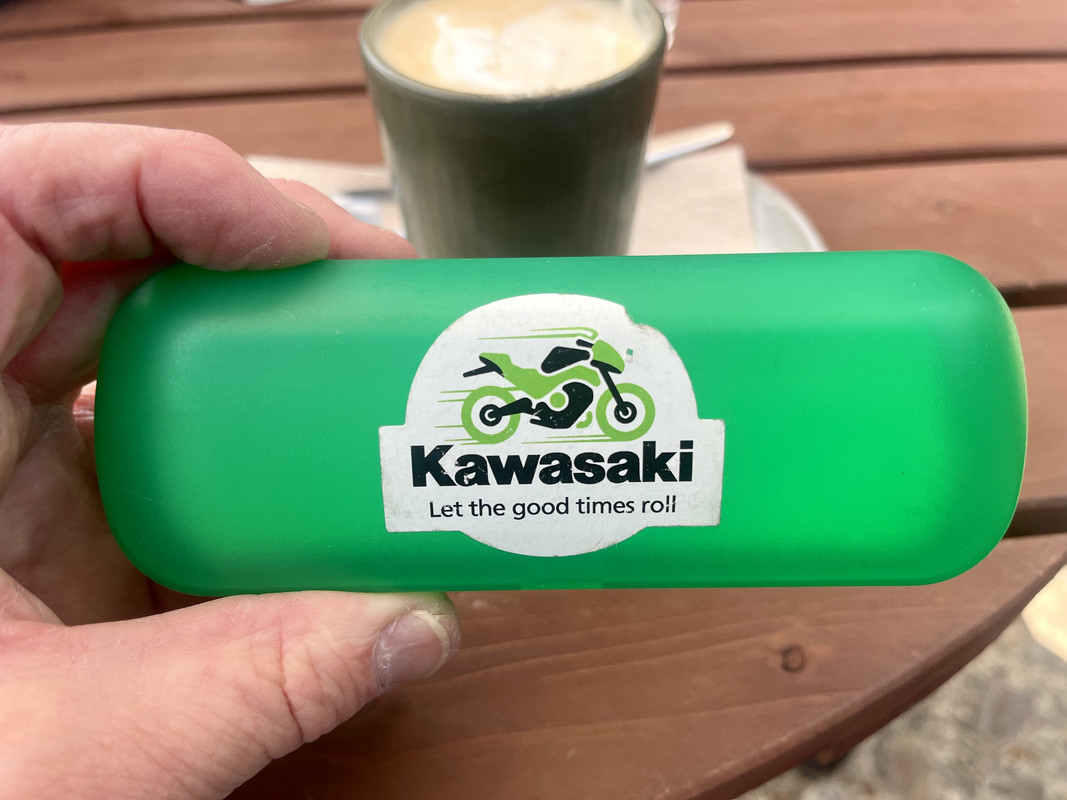 Kawasaki
Let the good times roll